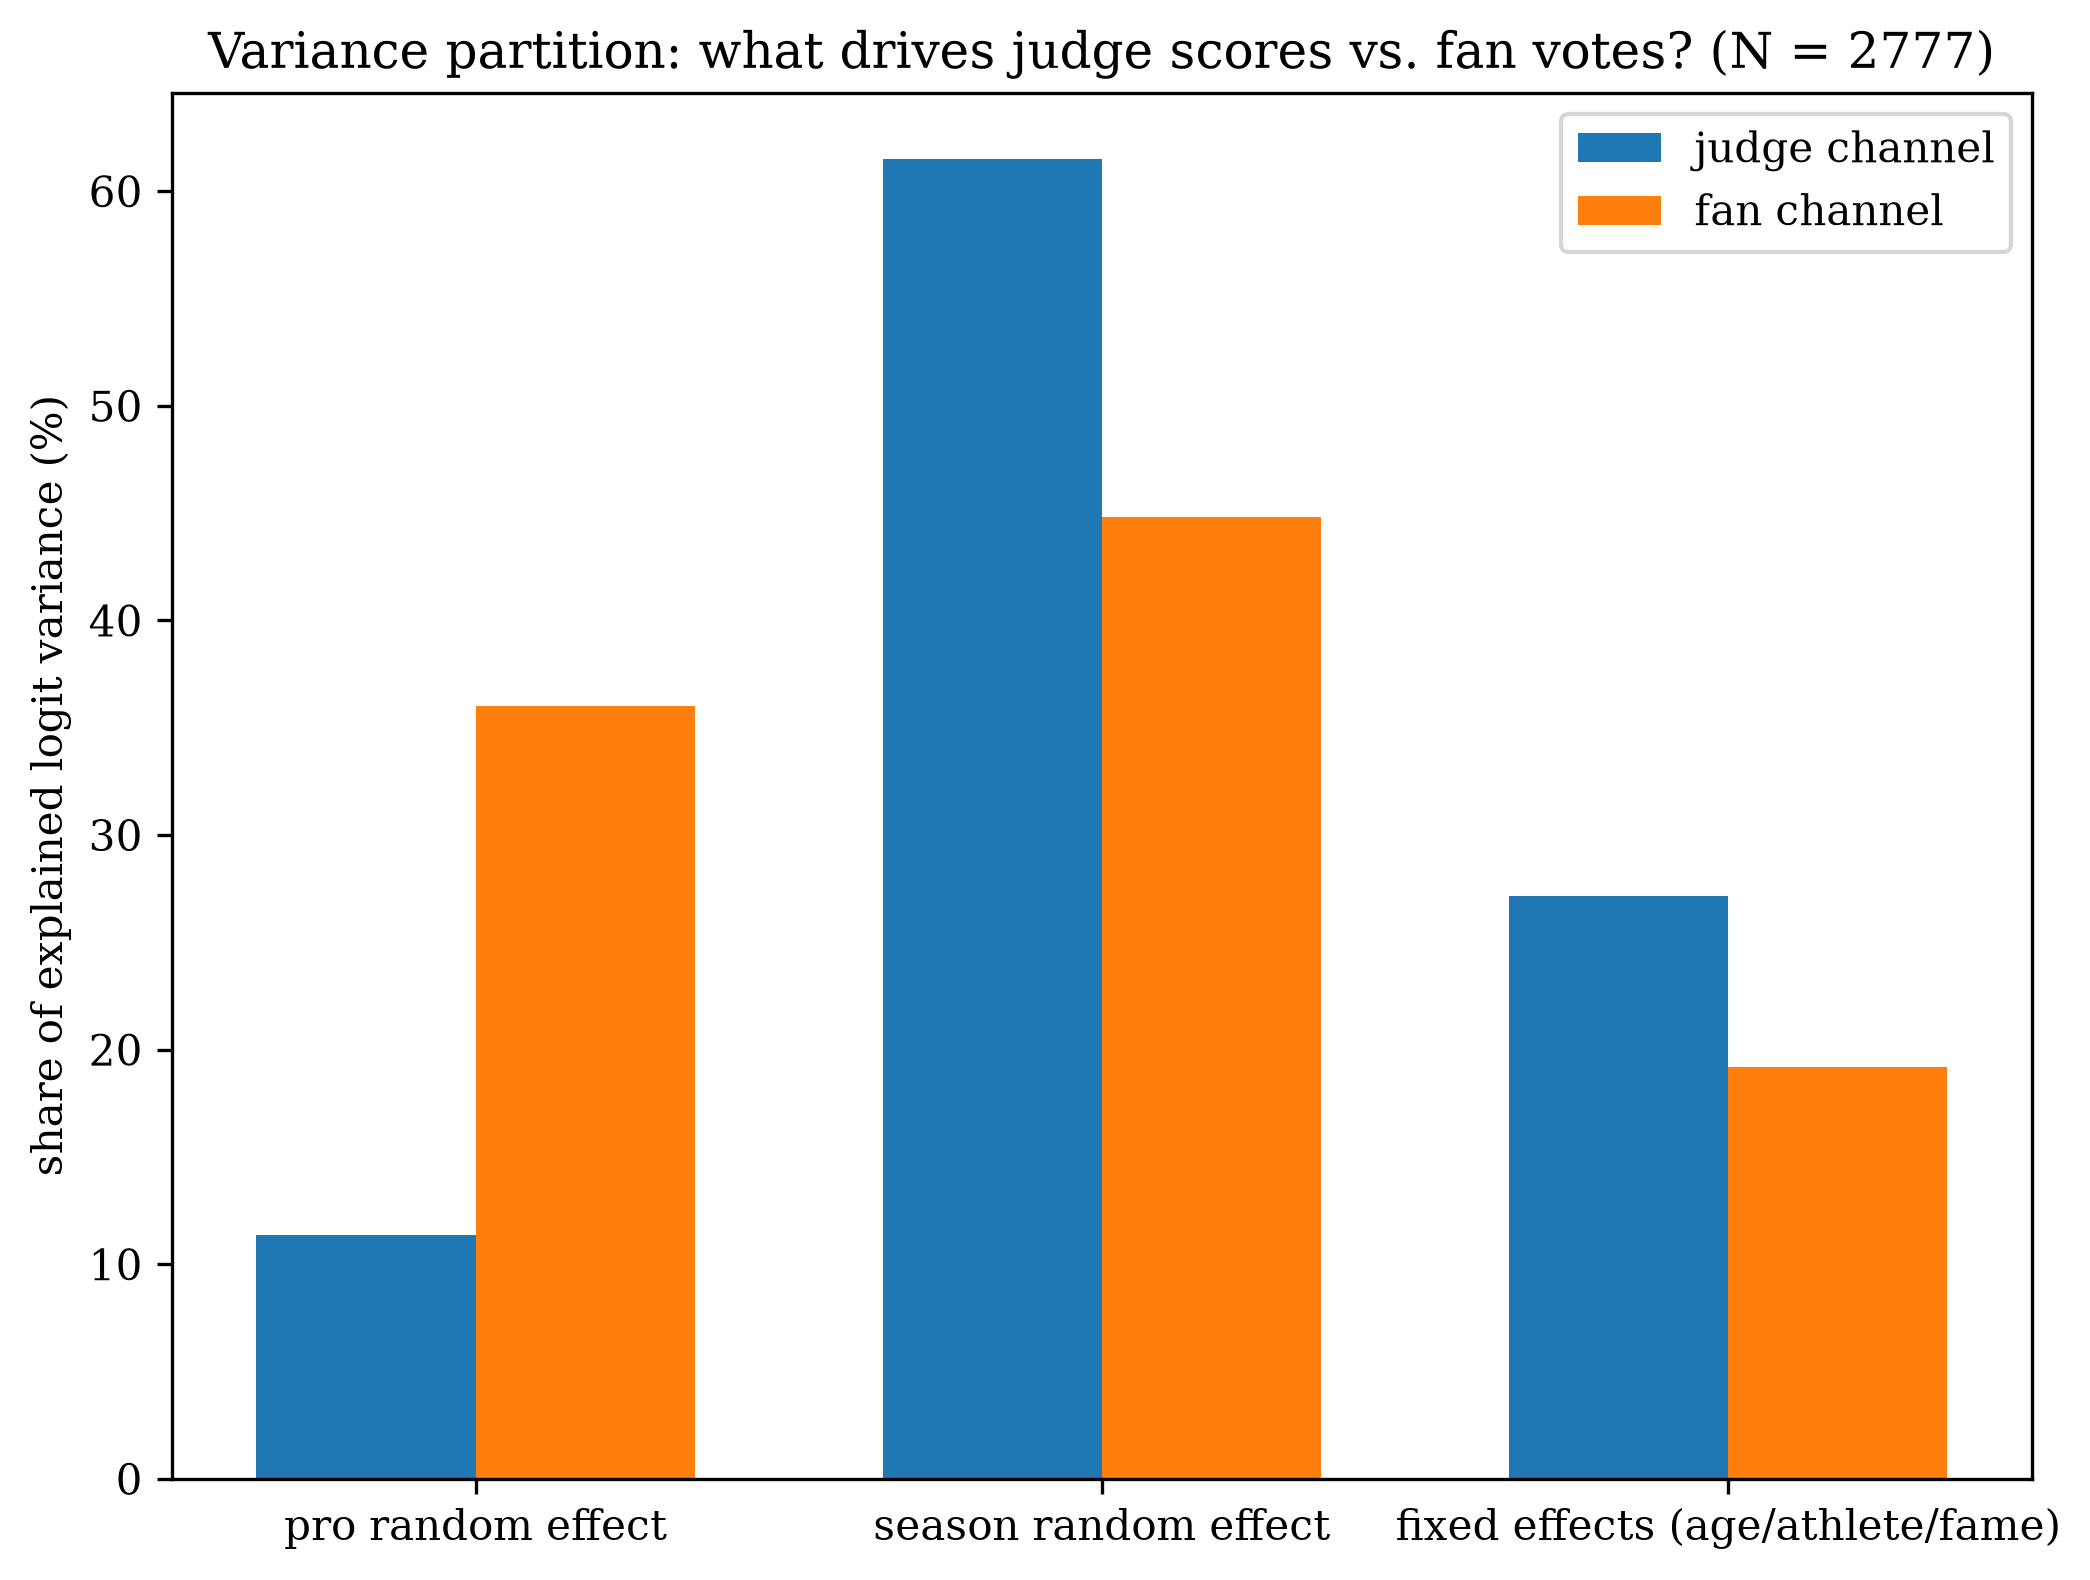 Variance partition: what drives judge scores vs. fan votes? (N = 2777)
judge channel
fan channel
share of explained logit variance (%)
60
50
40
30
20
10
0
pro random effect
season random effect
fixed effects (age/athlete/fame)